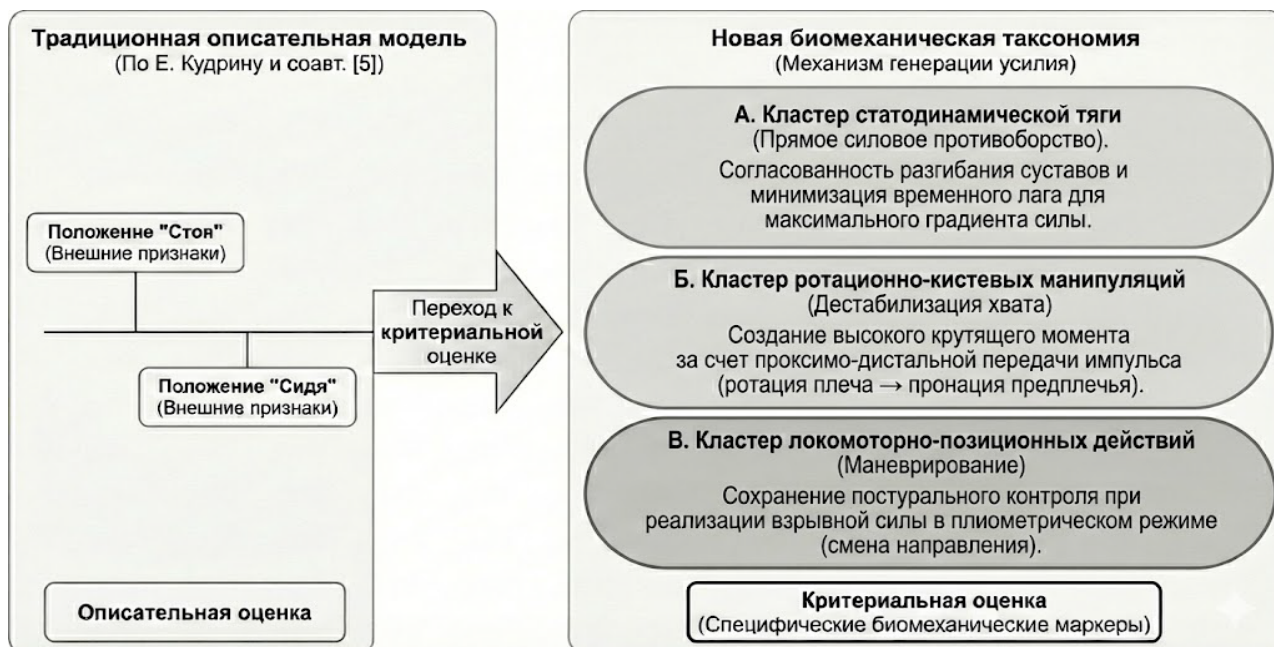 Традиционная описательная модель
(По Е. Кудрину и соавт. [5])
Положенне "Стоя"
(Внешние признаки)
Положение "Сидя"
(Внешние признаки)
Описательная оценка
Переход к
критериальной
оценке
Новая биомеханическая таксономия
(Механизм генерации усилия)
А. Кластер статодинамической тяги
(Прямое силовое противоборство).
Согласованность разгибания суставов и
минимизация временного лага для
максимального градиента силы.
Б. Кластер ротационно-кистевых манипуляций
(Дестабилизация хвата)
Создание высокого крутящего момента
за счет проксимо-дистальной передачи импульса
(ротация плеча → пронация предплечья).
В. Кластер локомоторно-позиционных действий
(Маневрирование)
Сохранение постурального контроля при
реализации взрывной силы в плиометрическом режиме
(смена направления).
Критериальная оценка
(Специфические биомеханические маркеры)